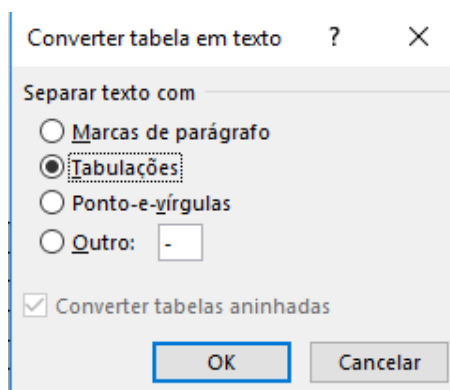 Converter tabela em texto ? ×
Separar texto com
Marcas de parágrafo
Tabulações
Ponto-e-vírgulas
Outro: -
Converter tabelas aninhadas
OK Cancelar